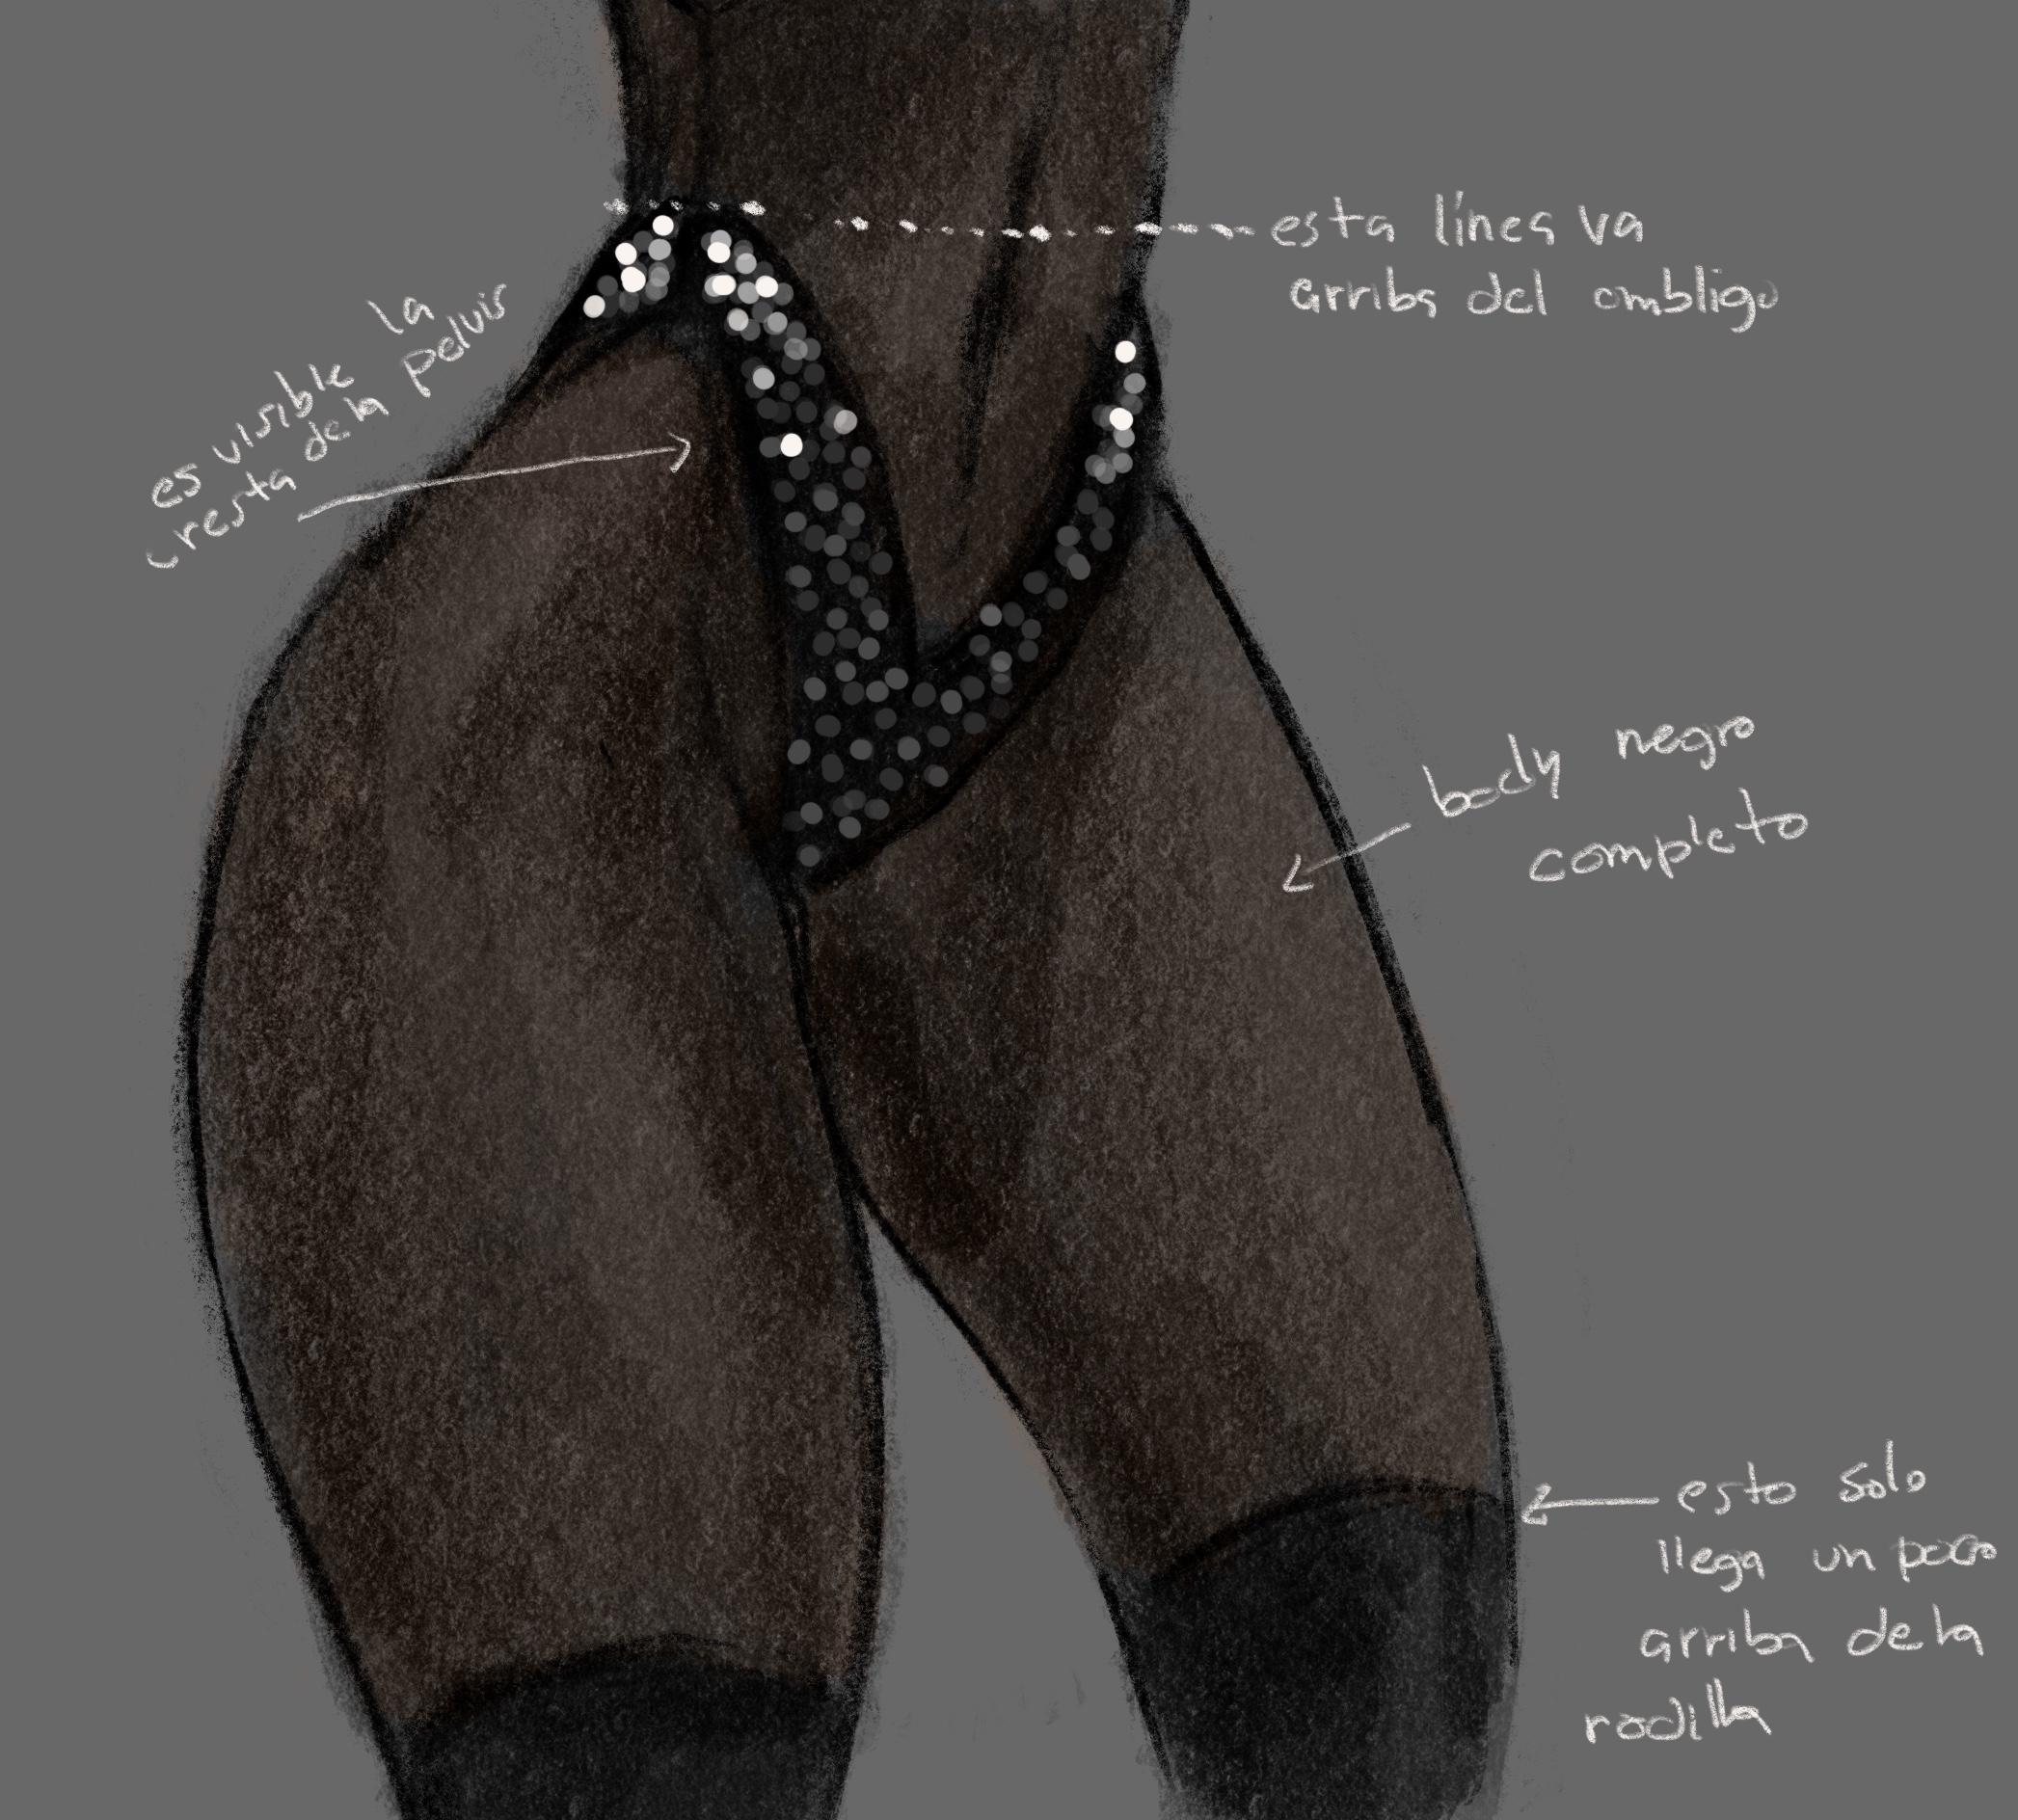 esta línea va
arriba del ombligo
es visible la
cresta de la pelvis
body negro
completo
esto solo
llega un poco
arriba de la
rodilla